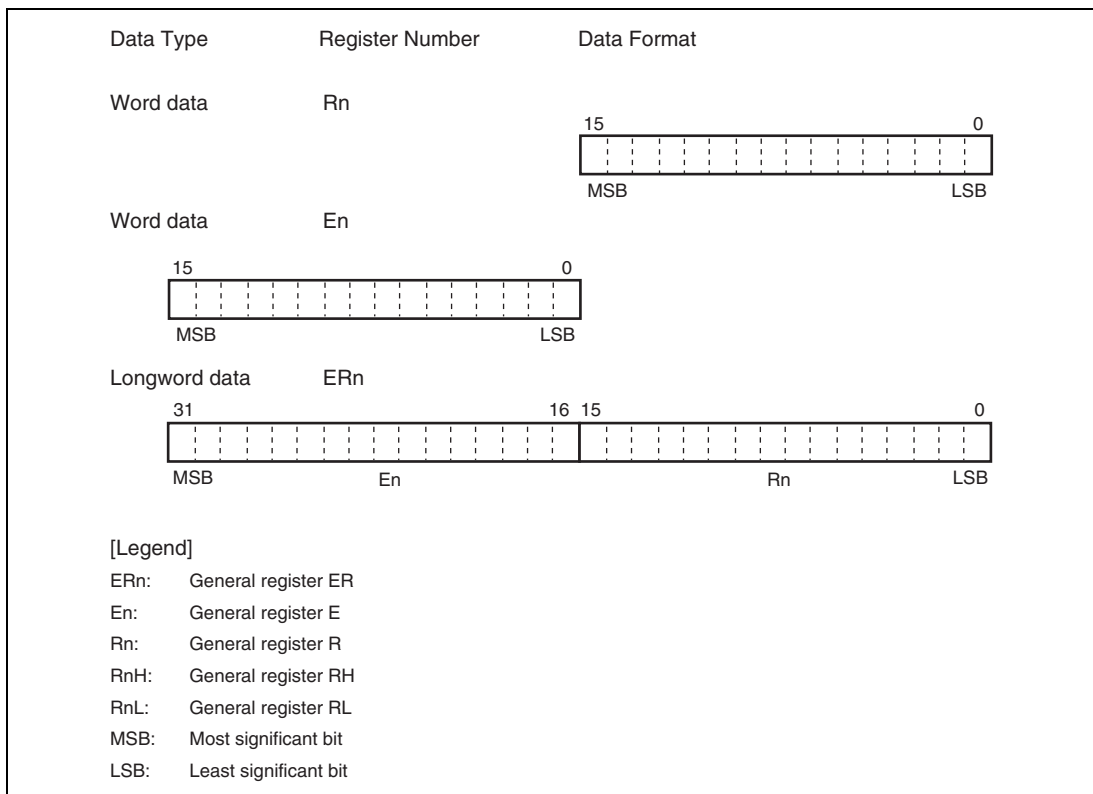 Data Type Register Number Data Format
Word data Rn
15 0
MSB LSB
Word data En
15 0
MSB LSB
Longword data ERn
31 16 15 0
MSB En Rn LSB
[Legend]
ERn: General register ER
En: General register E
Rn: General register R
RnH: General register RH
RnL: General register RL
MSB: Most significant bit
LSB: Least significant bit